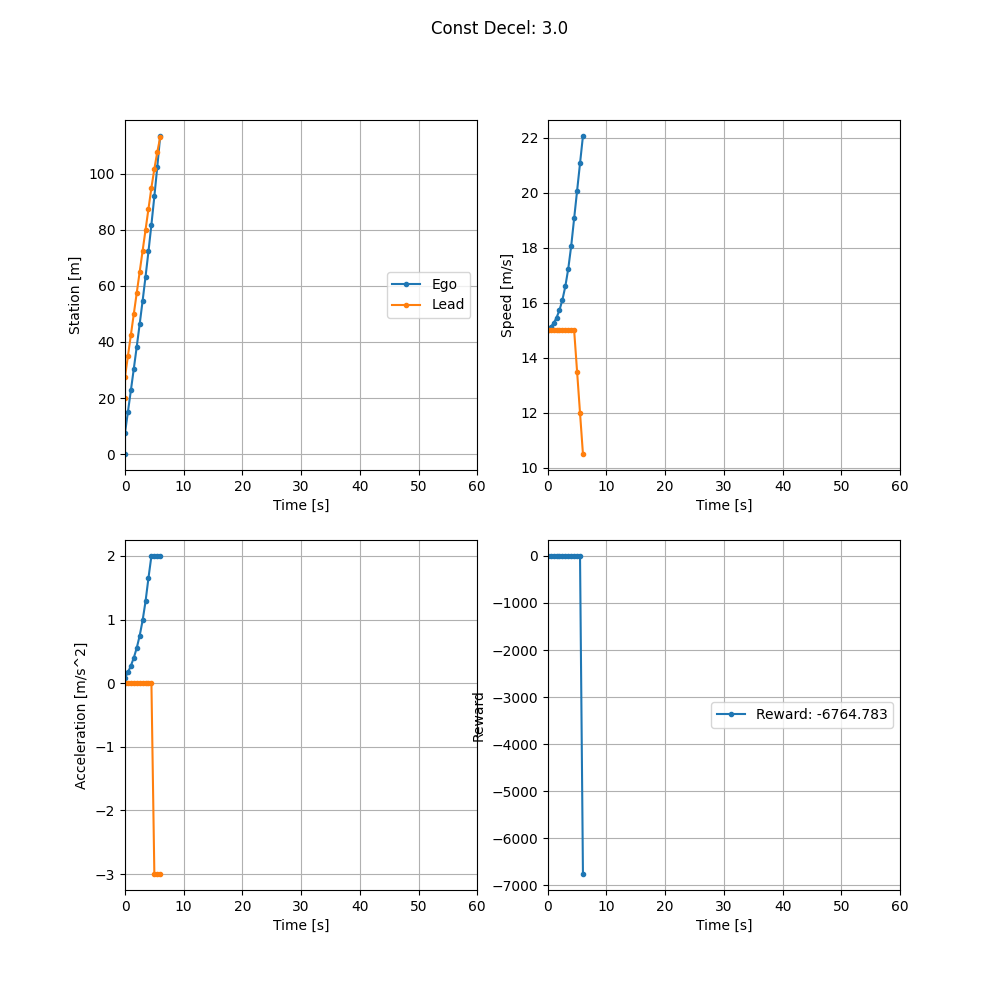 Const Decel: 3.0
Station [m]
100
80
60
40
20
0
Ego
Lead
0 10 20 30 40 50 60
Time [s]
Speed [m/s]
22
20
18
16
14
12
10
0 10 20 30 40 50 60
Time [s]
Acceleration [m/s^2]
2
1
0
−1
−2
−3
0 10 20 30 40 50 60
Time [s]
Reward
0
−1000
−2000
−3000
−4000
−5000
−6000
−7000
Reward: -6764.783
0 10 20 30 40 50 60
Time [s]